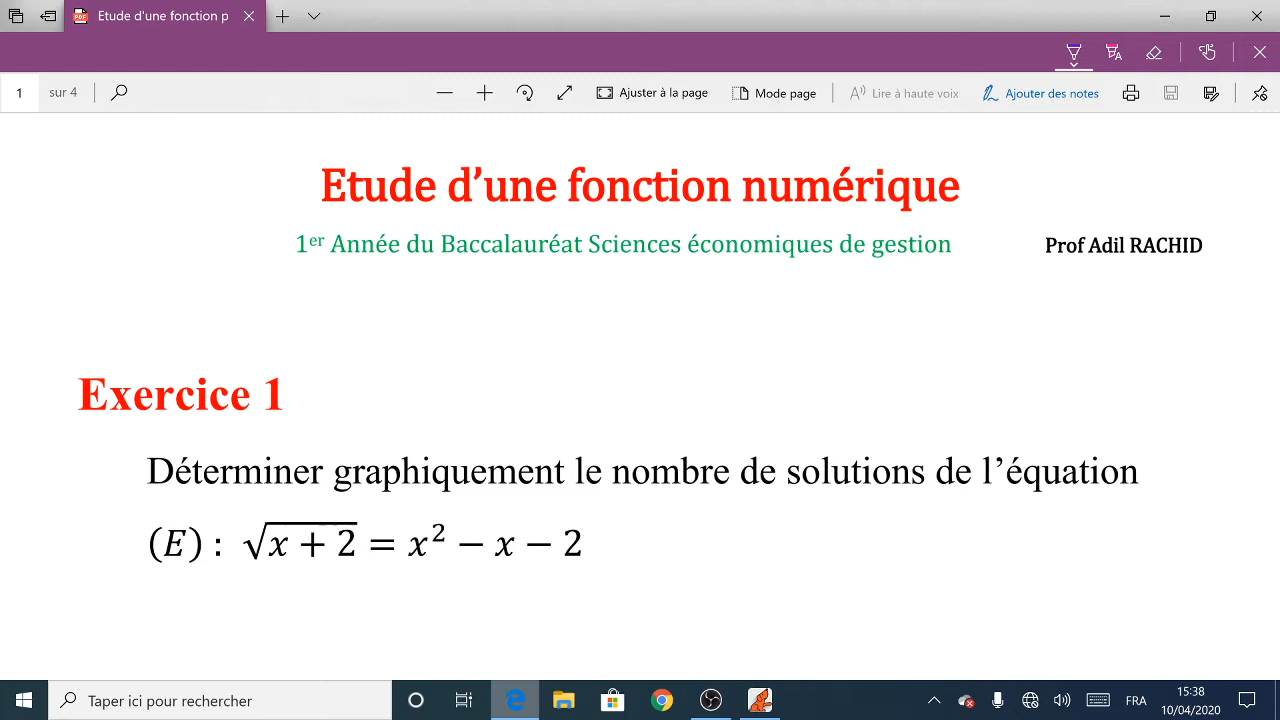 Etude d'une fonction p
1 sur 4 Ajuster à la page Mode page Lire à haute voix Ajouter des notes
Etude d’une fonction numérique
1er Année du Baccalauréat Sciences économiques de gestion Prof Adil RACHID
Exercice 1
Déterminer graphiquement le nombre de solutions de l’équation
(E) : √(x + 2) = x² − x − 2
Taper ici pour rechercher FRA 15:38
10/04/2020